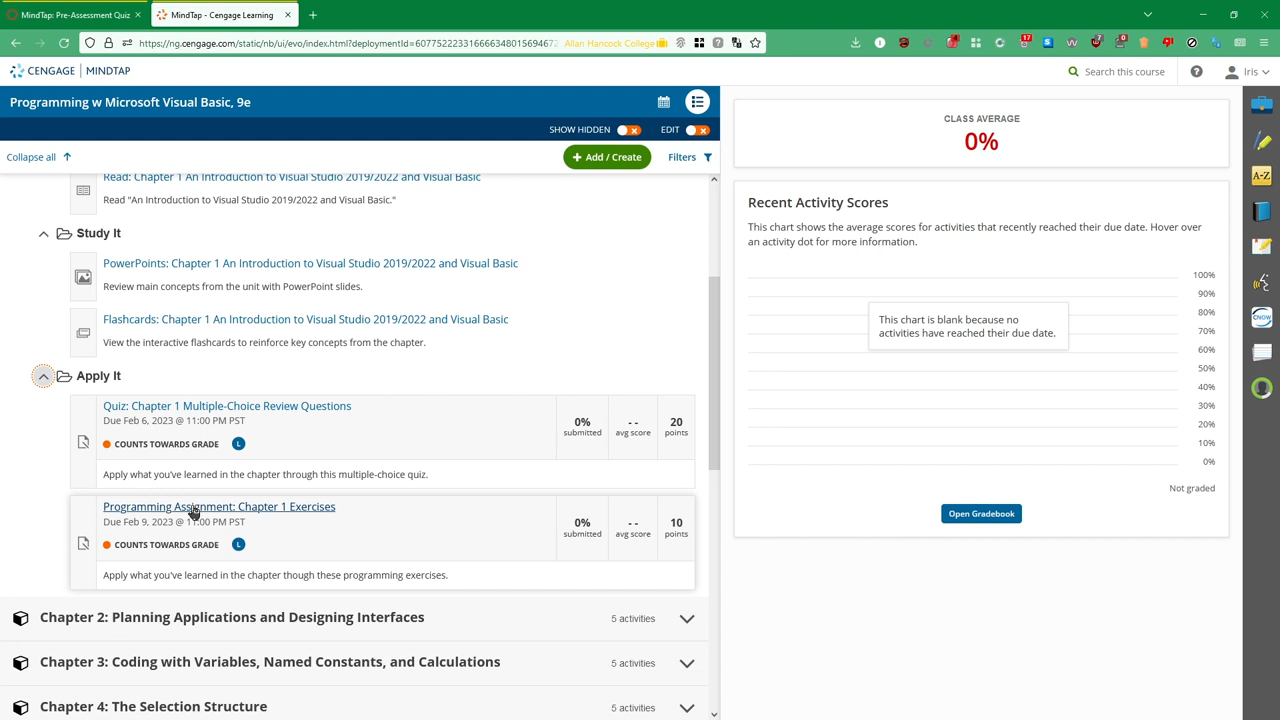 MindTap: Pre-Assessment Quiz
MindTap - Cengage Learning
https://ng.cengage.com/static/nb/ui/evo/index.html?deploymentId=6077522233166663480156946​72
Allan Hancock College
CENGAGE MINDTAP
Search this course
Iris
Programming w Microsoft Visual Basic, 9e
SHOW HIDDEN
EDIT
Collapse all
+ Add / Create
Filters
Read: Chapter 1 An Introduction to Visual Studio 2019/2022 and Visual Basic
Read "An Introduction to Visual Studio 2019/2022 and Visual Basic."
Study It
PowerPoints: Chapter 1 An Introduction to Visual Studio 2019/2022 and Visual Basic
Review main concepts from the unit with PowerPoint slides.
Flashcards: Chapter 1 An Introduction to Visual Studio 2019/2022 and Visual Basic
View the interactive flashcards to reinforce key concepts from the chapter.
Apply It
Quiz: Chapter 1 Multiple-Choice Review Questions
Due Feb 6, 2023 @ 11:00 PM PST
COUNTS TOWARDS GRADE
L
0%
submitted
- -
avg score
20
points
Apply what you've learned in the chapter through this multiple-choice quiz.
Programming Assignment: Chapter 1 Exercises
Due Feb 9, 2023 @ 11:00 PM PST
COUNTS TOWARDS GRADE
L
0%
submitted
- -
avg score
10
points
Apply what you've learned in the chapter though these programming exercises.
Chapter 2: Planning Applications and Designing Interfaces
5 activities
Chapter 3: Coding with Variables, Named Constants, and Calculations
5 activities
Chapter 4: The Selection Structure
5 activities
CLASS AVERAGE
0%
Recent Activity Scores
This chart shows the average scores for activities that recently reached their due date. Hover over
an activity dot for more information.
100%
90%
80%
70%
60%
50%
40%
30%
20%
10%
0%
This chart is blank because no
activities have reached their due date.
Not graded
Open Gradebook
A-Z
CNOW